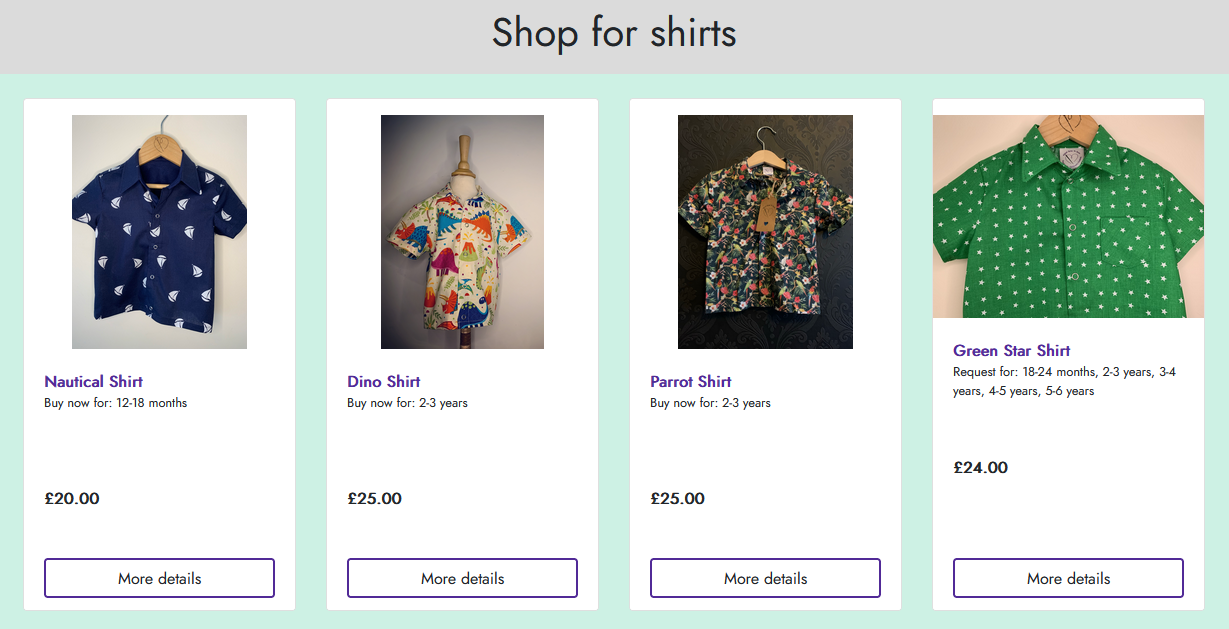 Shop for shirts
Nautical Shirt
Buy now for: 12-18 months
£20.00
More details
Dino Shirt
Buy now for: 2-3 years
£25.00
More details
Parrot Shirt
Buy now for: 2-3 years
£25.00
More details
Green Star Shirt
Request for: 18-24 months, 2-3 years, 3-4
years, 4-5 years, 5-6 years
£24.00
More details